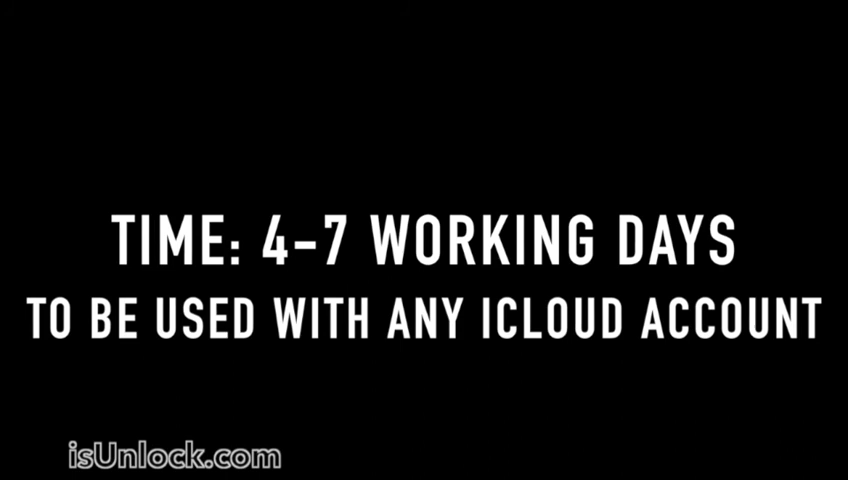 TIME: 4-7 WORKING DAYS
TO BE USED WITH ANY ICLOUD ACCOUNT
isUnlock.com